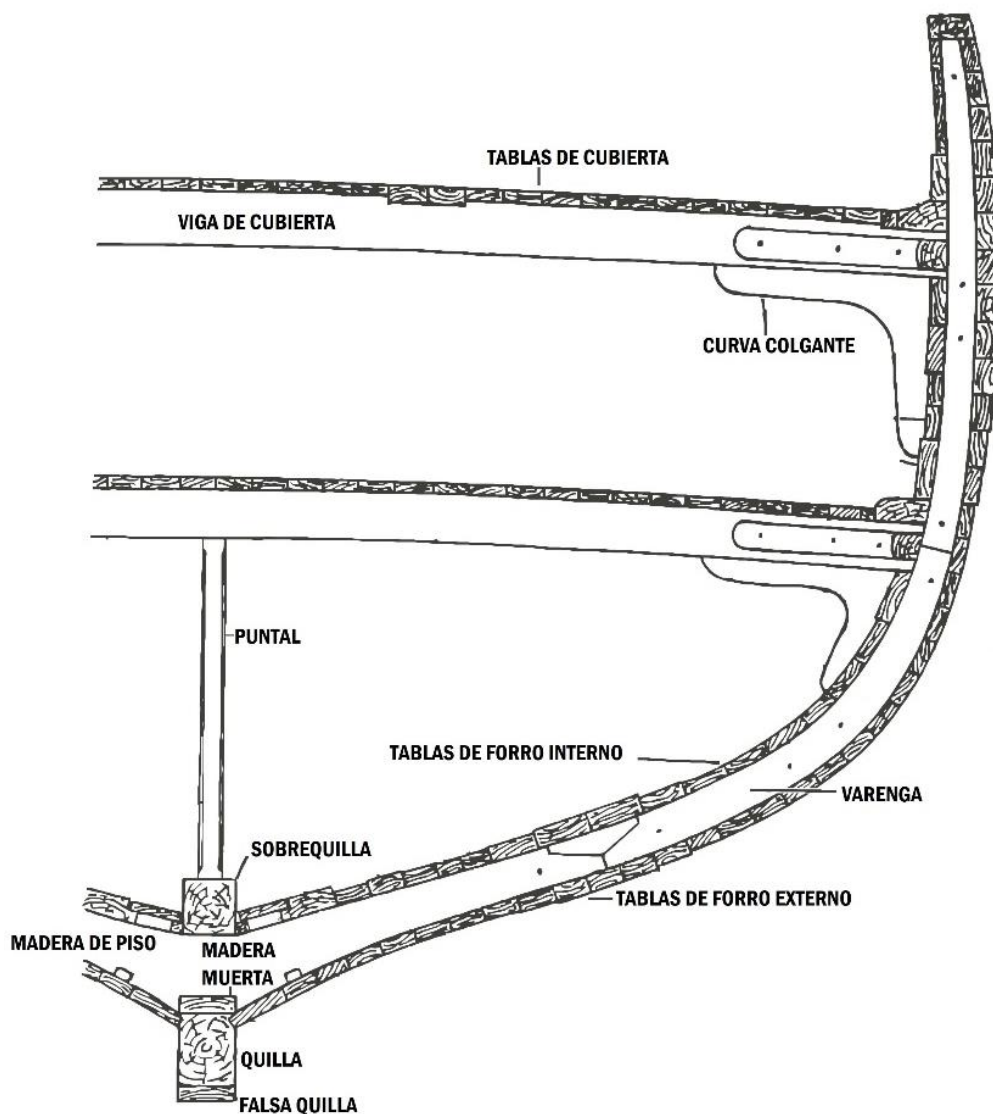 TABLAS DE CUBIERTA
VIGA DE CUBIERTA
CURVA COLGANTE
PUNTAL
TABLAS DE FORRO INTERNO
VARENGA
SOBREQUILLA
TABLAS DE FORRO EXTERNO
MADERA DE PISO
MADERA
MUERTA
QUILLA
FALSA QUILLA